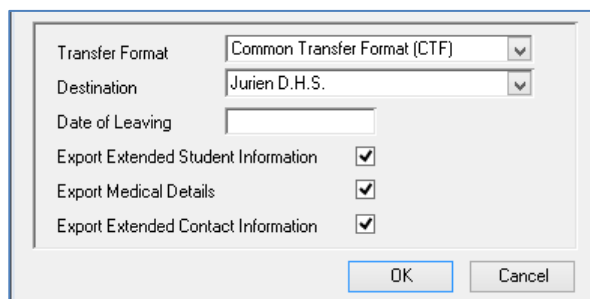 Transfer Format Common Transfer Format (CTF)
Destination Jurien D.H.S.
Date of Leaving
Export Extended Student Information
Export Medical Details
Export Extended Contact Information
OK Cancel